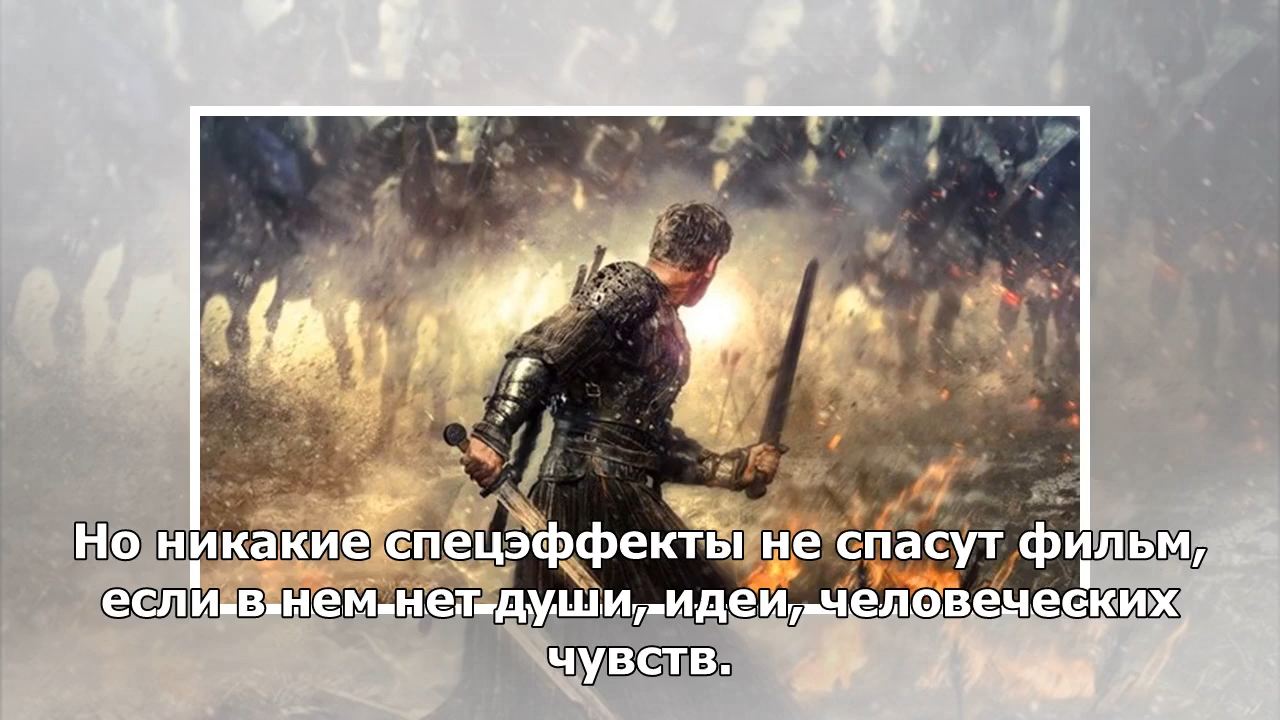 Но никакие спецэффекты не спасут фильм,
если в нем нет души, идеи, человеческих
чувств.